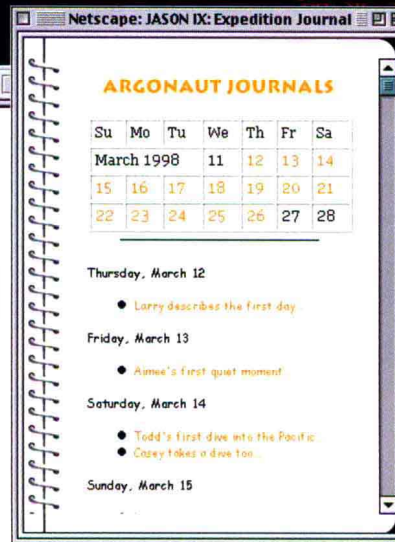 Netscape: JASON IX: Expedition Journal
ARGONAUT JOURNALS
Su Mo Tu We Th Fr Sa
March 1998 11 12 13 14
15 16 17 18 19 20 21
22 23 24 25 26 27 28
Thursday, March 12
Larry describes the first day...
Friday, March 13
Aimee's first quiet moment
Saturday, March 14
Todd's first dive into the Pacific
Casey takes a dive too...
Sunday, March 15